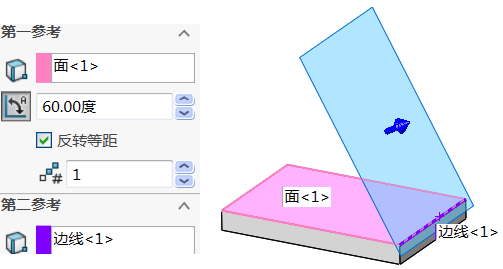 第一参考
面<1>
60.00度
反转等距
1
第二参考
边线<1>
面<1>
边线<1>